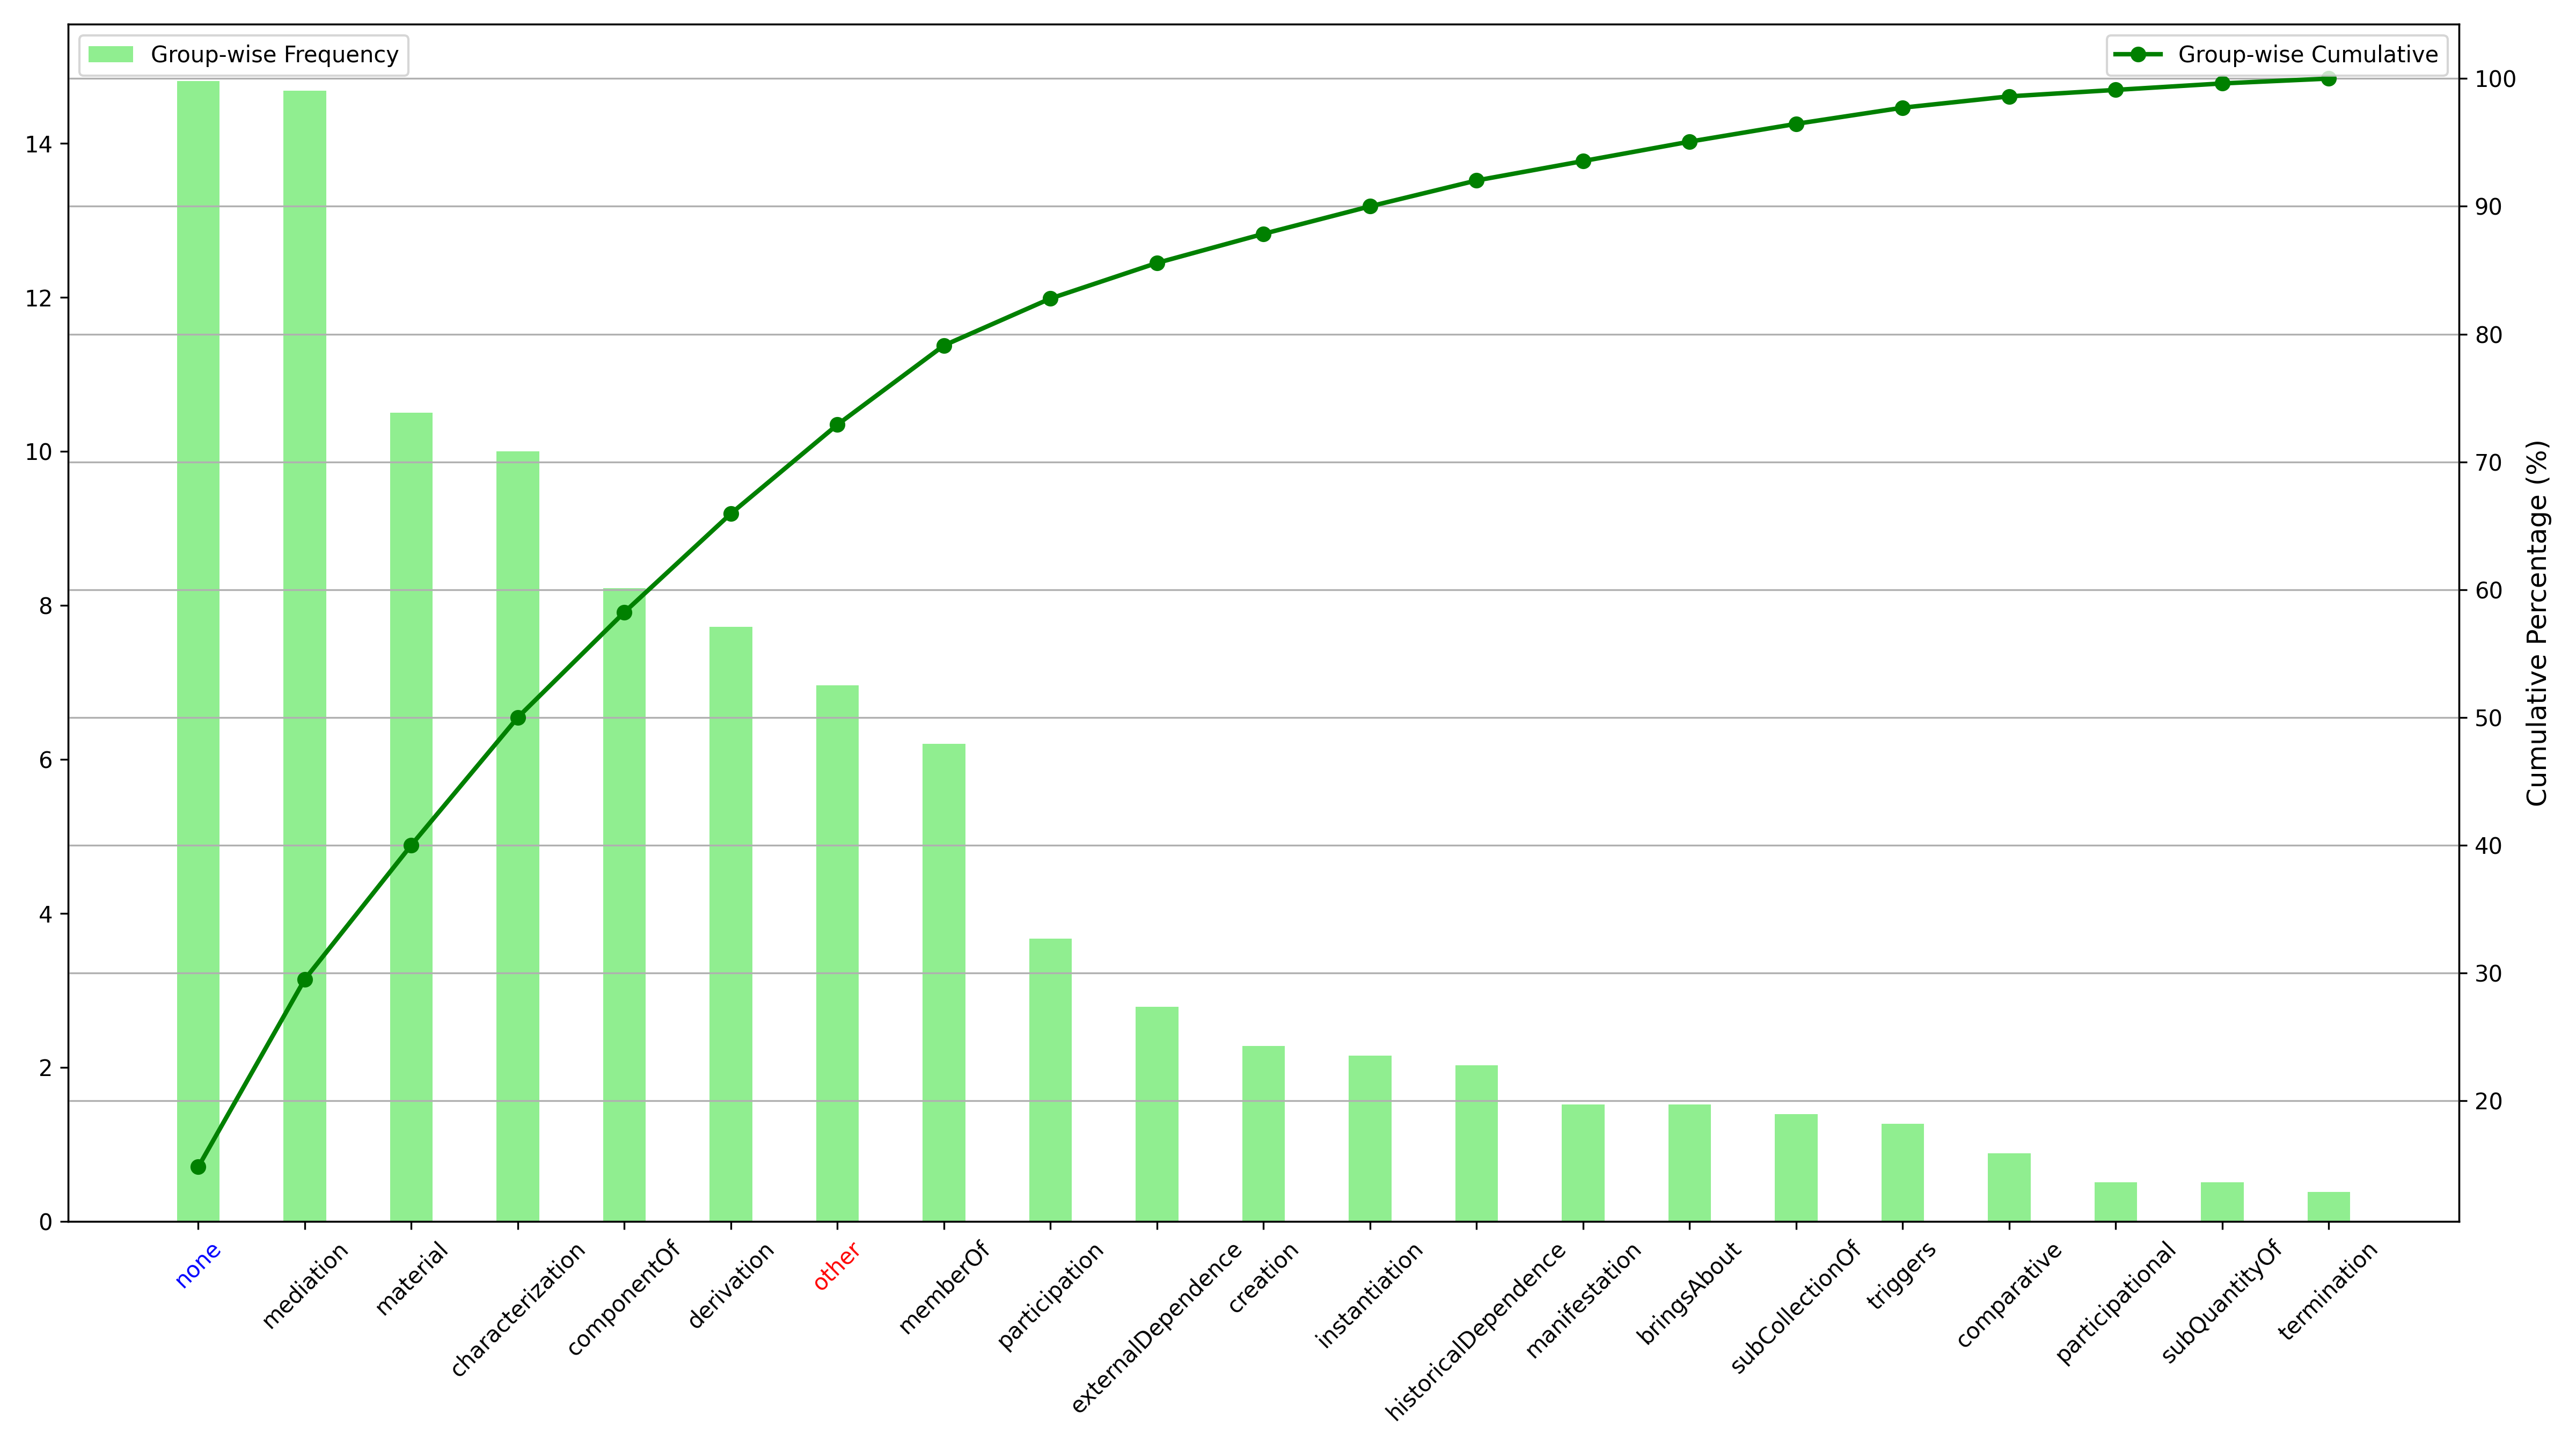 Group-wise Frequency
Group-wise Cumulative
14
12
10
8
6
4
2
0
100
90
80
70
60
50
40
30
20
Cumulative Percentage (%)
none
mediation
material
characterization
componentOf
derivation
other
memberOf
participation
externalDependence
creation
instantiation
historicalDependence
manifestation
bringsAbout
subCollectionOf
triggers
comparative
participational
subQuantityOf
termination